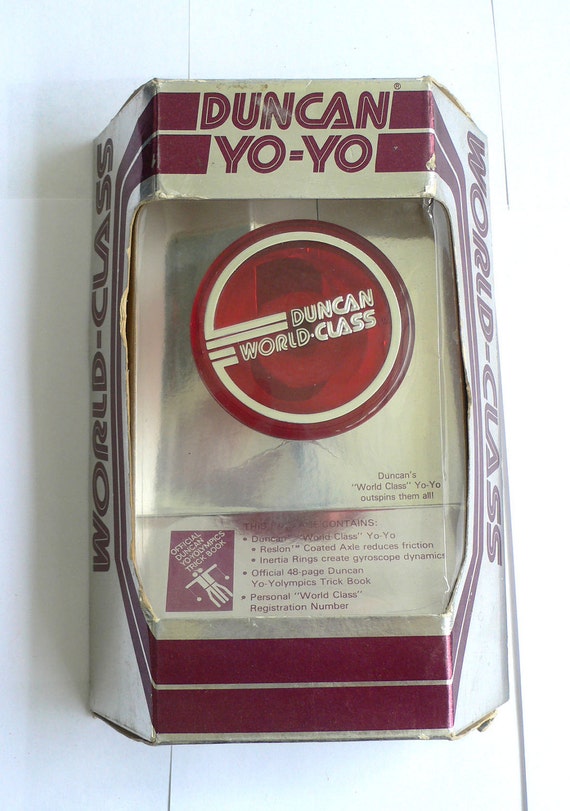 DUNCAN®
YO=YO
WORLD-CLASS
WORLD-CLASS
DUNCAN
WORLD·CLASS
Duncan's
"World Class" Yo-Yo
outspins them all!
THIS PACKAGE CONTAINS:
• Duncan "World Class" Yo-Yo
• Reslon™ Coated Axle reduces friction
• Inertia Rings create gyroscope dynamics
• Official 48-page Duncan
Yo-Yolympics Trick Book
• Personal "World Class"
Registration Number
OFFICIAL
DUNCAN
YO-YOLYMPICS
TRICK BOOK